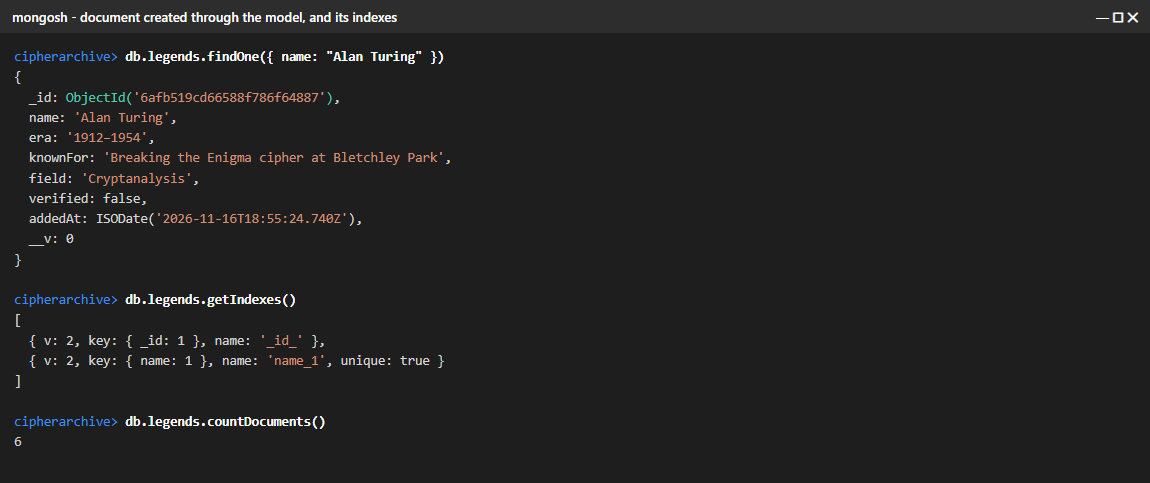 mongosh - document created through the model, and its indexes
cipherarchive> db.legends.findOne({ name: "Alan Turing" })
{
  _id: ObjectId('6afb519cd66588f786f64887'),
  name: 'Alan Turing',
  era: '1912–1954',
  knownFor: 'Breaking the Enigma cipher at Bletchley Park',
  field: 'Cryptanalysis',
  verified: false,
  addedAt: ISODate('2026-11-16T18:55:24.740Z'),
  __v: 0
}
cipherarchive> db.legends.getIndexes()
[
  { v: 2, key: { _id: 1 }, name: '_id_' },
  { v: 2, key: { name: 1 }, name: 'name_1', unique: true }
]
cipherarchive> db.legends.countDocuments()
6